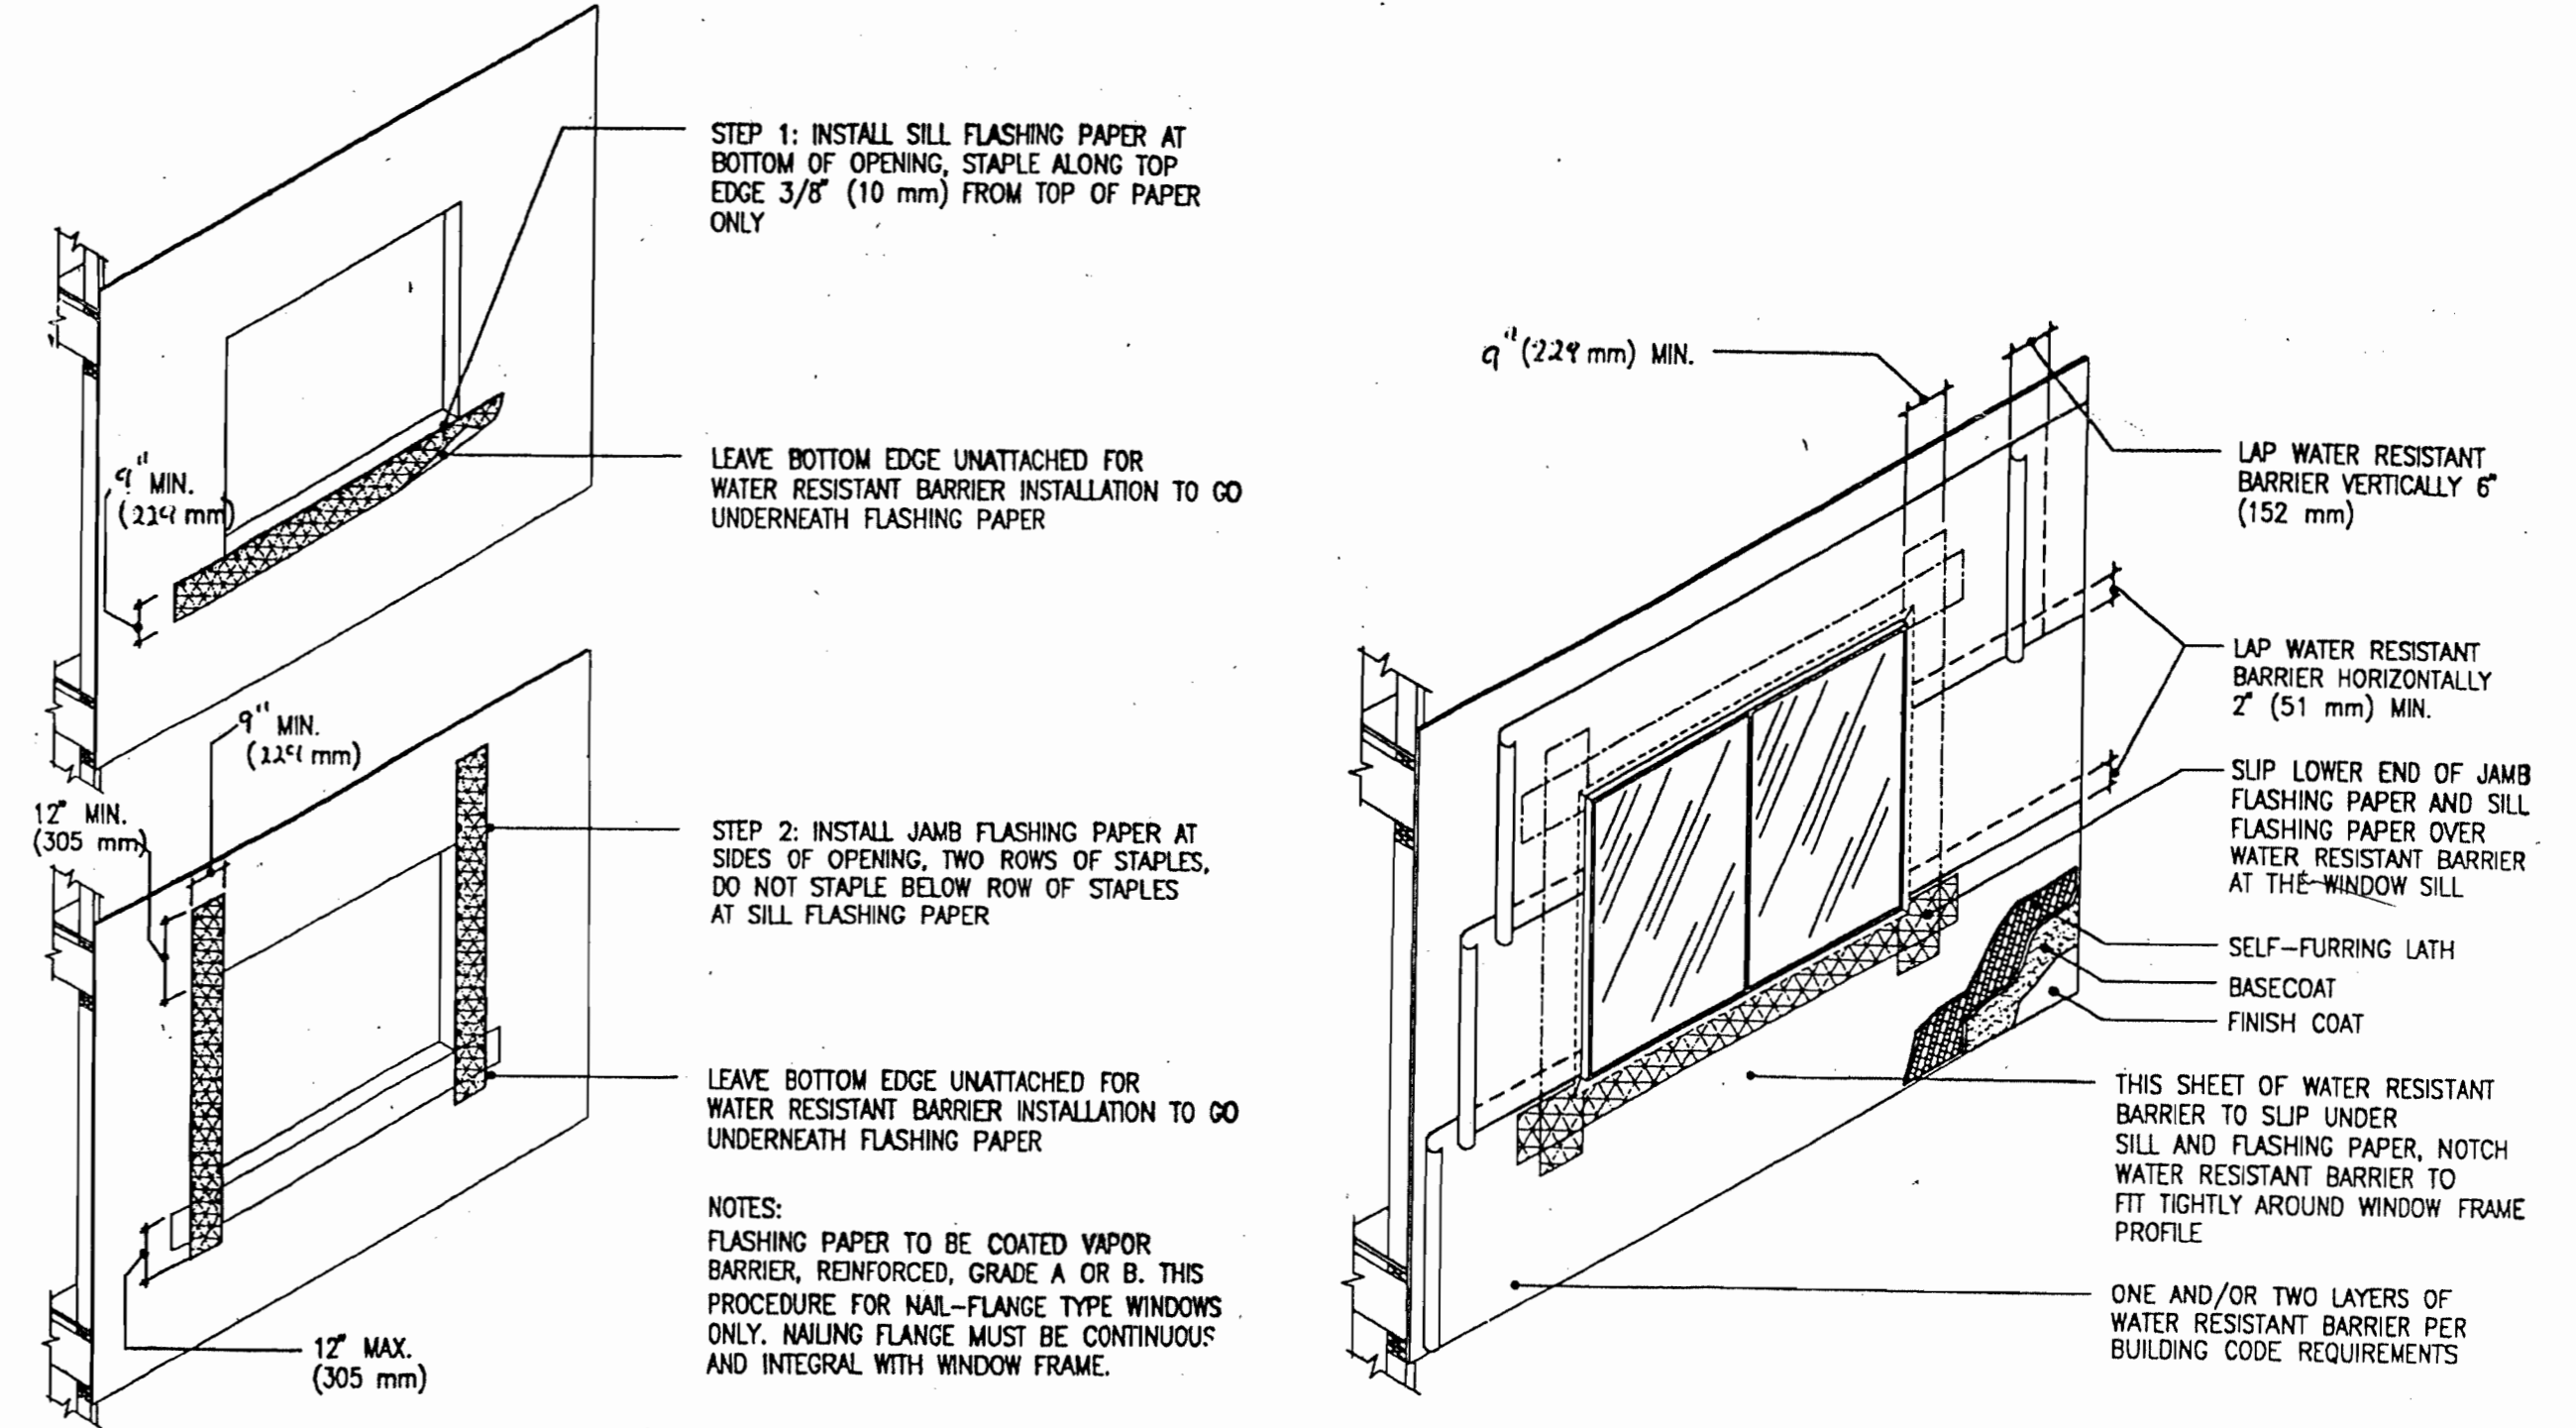 STEP 1: INSTALL SILL FLASHING PAPER AT
BOTTOM OF OPENING, STAPLE ALONG TOP
EDGE 3/8" (10 mm) FROM TOP OF PAPER
ONLY
LEAVE BOTTOM EDGE UNATTACHED FOR
WATER RESISTANT BARRIER INSTALLATION TO GO
UNDERNEATH FLASHING PAPER
9" MIN.
(229 mm)
9" MIN.
(229 mm)
12" MIN.
(305 mm)
STEP 2: INSTALL JAMB FLASHING PAPER AT
SIDES OF OPENING, TWO ROWS OF STAPLES,
DO NOT STAPLE BELOW ROW OF STAPLES
AT SILL FLASHING PAPER
LEAVE BOTTOM EDGE UNATTACHED FOR
WATER RESISTANT BARRIER INSTALLATION TO GO
UNDERNEATH FLASHING PAPER
12" MAX.
(305 mm)
NOTES:
FLASHING PAPER TO BE COATED VAPOR
BARRIER, REINFORCED, GRADE A OR B. THIS
PROCEDURE FOR NAIL-FLANGE TYPE WINDOWS
ONLY. NAILING FLANGE MUST BE CONTINUOUS
AND INTEGRAL WITH WINDOW FRAME.
9" (229 mm) MIN.
LAP WATER RESISTANT
BARRIER VERTICALLY 6"
(152 mm)
LAP WATER RESISTANT
BARRIER HORIZONTALLY
2" (51 mm) MIN.
SLIP LOWER END OF JAMB
FLASHING PAPER AND SILL
FLASHING PAPER OVER
WATER RESISTANT BARRIER
AT THE WINDOW SILL
SELF-FURRING LATH
BASECOAT
FINISH COAT
THIS SHEET OF WATER RESISTANT
BARRIER TO SLIP UNDER
SILL AND FLASHING PAPER, NOTCH
WATER RESISTANT BARRIER TO
FIT TIGHTLY AROUND WINDOW FRAME
PROFILE
ONE AND/OR TWO LAYERS OF
WATER RESISTANT BARRIER PER
BUILDING CODE REQUIREMENTS